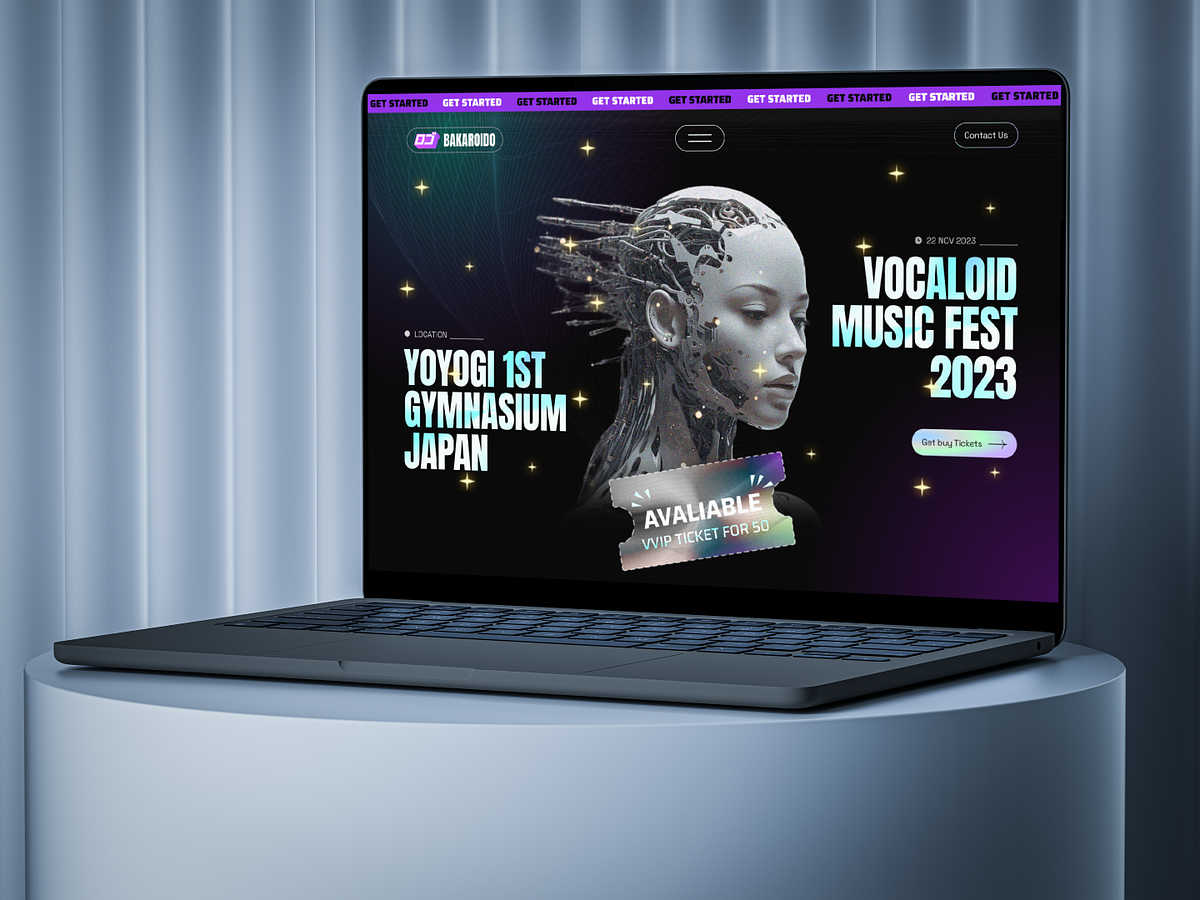 GET STARTED GET STARTED GET STARTED GET STARTED GET STARTED GET STARTED GET STARTED GET STARTED GET STARTED
BAKAROIDO
Contact Us
22 NOV 2023
VOCALOID
MUSIC FEST
2023
Get buy Tickets
LOCATION
YOYOGI 1ST
GYMNASIUM
JAPAN
AVALIABLE
VVIP TICKET FOR 50